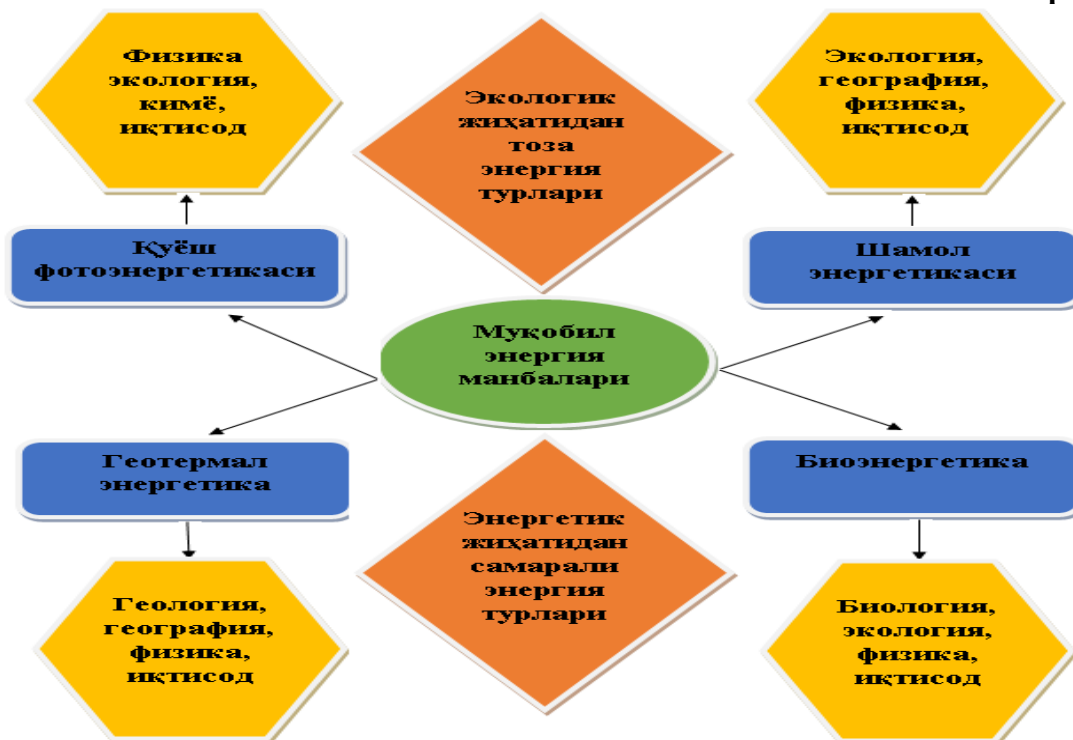 Физика
экология,
кимё,
иқтисод
Экологик
жиҳатидан
тоза
энергия
турлари
Экология,
география,
физика,
иқтисод
Қуёш
фотоэнергетикаси
Шамол
энергетикаси
Муқобил
энергия
манбалари
Геотермал
энергетика
Биоэнергетика
Энергетик
жиҳатидан
самарали
энергия
турлари
Геология,
география,
физика,
иқтисод
Биология,
экология,
физика,
иқтисод